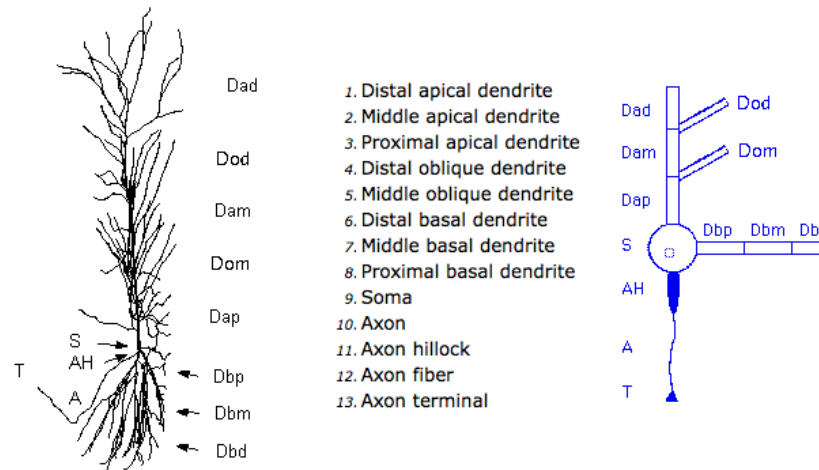 Dad
Dod
Dam
Dom
Dap
S
AH
T
A
Dbp
Dbm
Dbd
1. Distal apical dendrite
2. Middle apical dendrite
3. Proximal apical dendrite
4. Distal oblique dendrite
5. Middle oblique dendrite
6. Distal basal dendrite
7. Middle basal dendrite
8. Proximal basal dendrite
9. Soma
10. Axon
11. Axon hillock
12. Axon fiber
13. Axon terminal
Dad
Dod
Dam
Dom
Dap
Dbp Dbm Db
S
AH
A
T